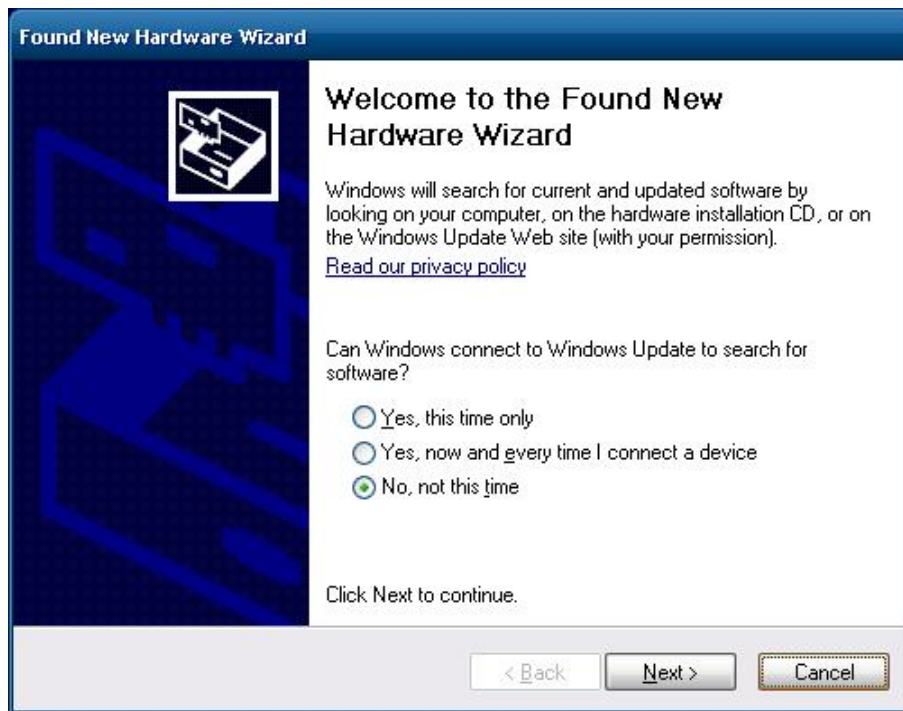 Found New Hardware Wizard
Welcome to the Found New
Hardware Wizard
Windows will search for current and updated software by
looking on your computer, on the hardware installation CD, or on
the Windows Update Web site (with your permission).
Read our privacy policy
Can Windows connect to Windows Update to search for
software?
Yes, this time only
Yes, now and every time I connect a device
No, not this time
Click Next to continue.
< Back
Next >
Cancel